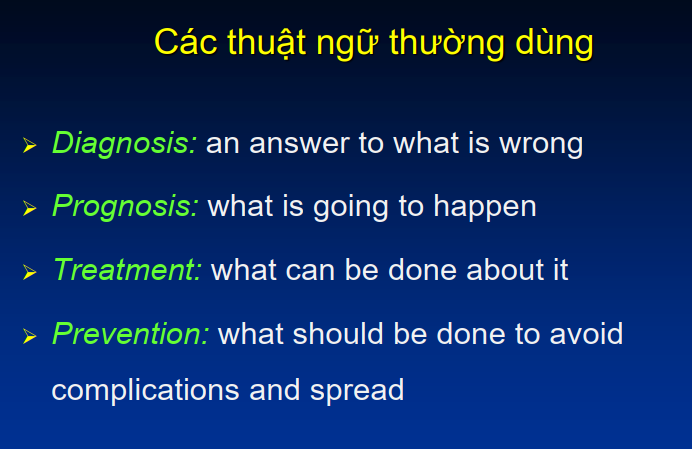 Các thuật ngữ thường dùng
Diagnosis: an answer to what is wrong
Prognosis: what is going to happen
Treatment: what can be done about it
Prevention: what should be done to avoid
complications and spread